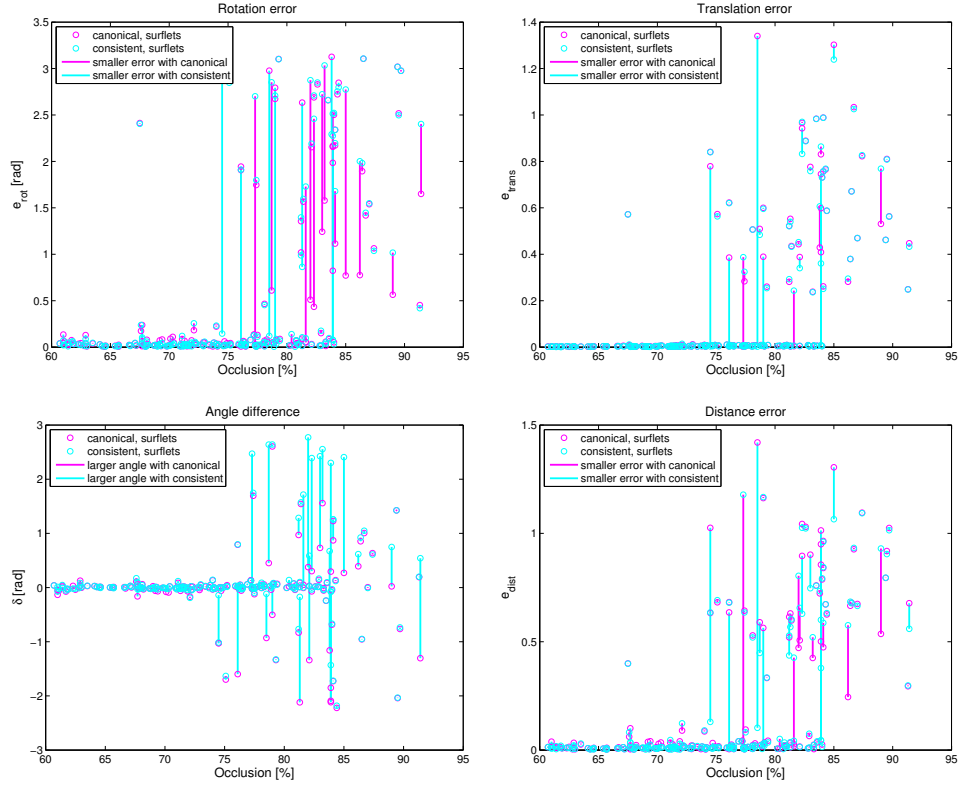 Rotation error
3.5
3
2.5
2
1.5
1
0.5
0
e_rot [rad]
canonical, surflets
consistent, surflets
smaller error with canonical
smaller error with consistent
60 65 70 75 80 85 90 95
Occlusion [%]
Translation error
1.4
1.2
1
0.8
0.6
0.4
0.2
0
e_trans
canonical, surflets
consistent, surflets
smaller error with canonical
smaller error with consistent
60 65 70 75 80 85 90 95
Occlusion [%]
Angle difference
3
2
1
0
−1
−2
−3
δ [rad]
canonical, surflets
consistent, surflets
larger angle with canonical
larger angle with consistent
60 65 70 75 80 85 90 95
Occlusion [%]
Distance error
1.5
1
0.5
0
e_dist
canonical, surflets
consistent, surflets
smaller error with canonical
smaller error with consistent
60 65 70 75 80 85 90 95
Occlusion [%]